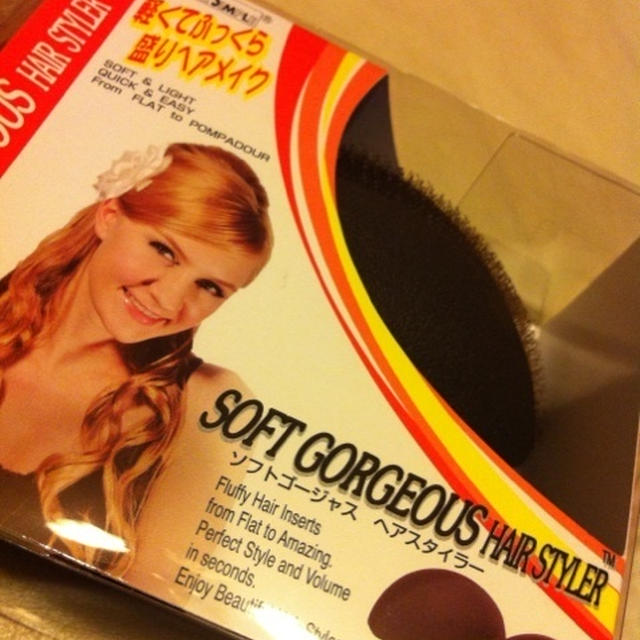 HAIR STYLER
軽くてふっくら
盛りヘアメイク
SOFT & LIGHT
QUICK & EASY
From FLAT to POMPADOUR
SOFT GORGEOUS HAIR STYLER™
ソフトゴージャス ヘアスタイラー
Fluffy Hair Inserts
from Flat to Amazing.
Perfect Style and Volume
in seconds.
Enjoy